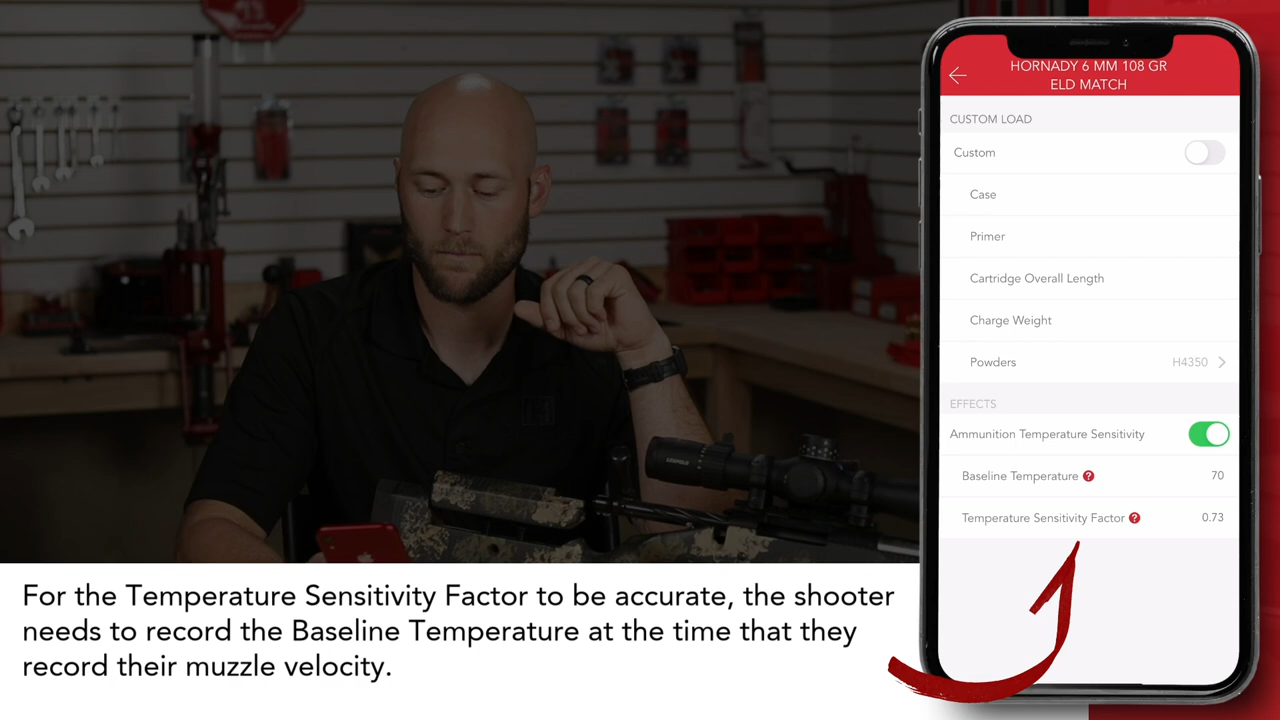 HORNADY 6 MM 108 GR
ELD MATCH
CUSTOM LOAD
Custom
Case
Primer
Cartridge Overall Length
Charge Weight
Powders H4350
EFFECTS
Ammunition Temperature Sensitivity
Baseline Temperature ? 70
Temperature Sensitivity Factor ? 0.73
LEUPOLD
For the Temperature Sensitivity Factor to be accurate, the shooter
needs to record the Baseline Temperature at the time that they
record their muzzle velocity.